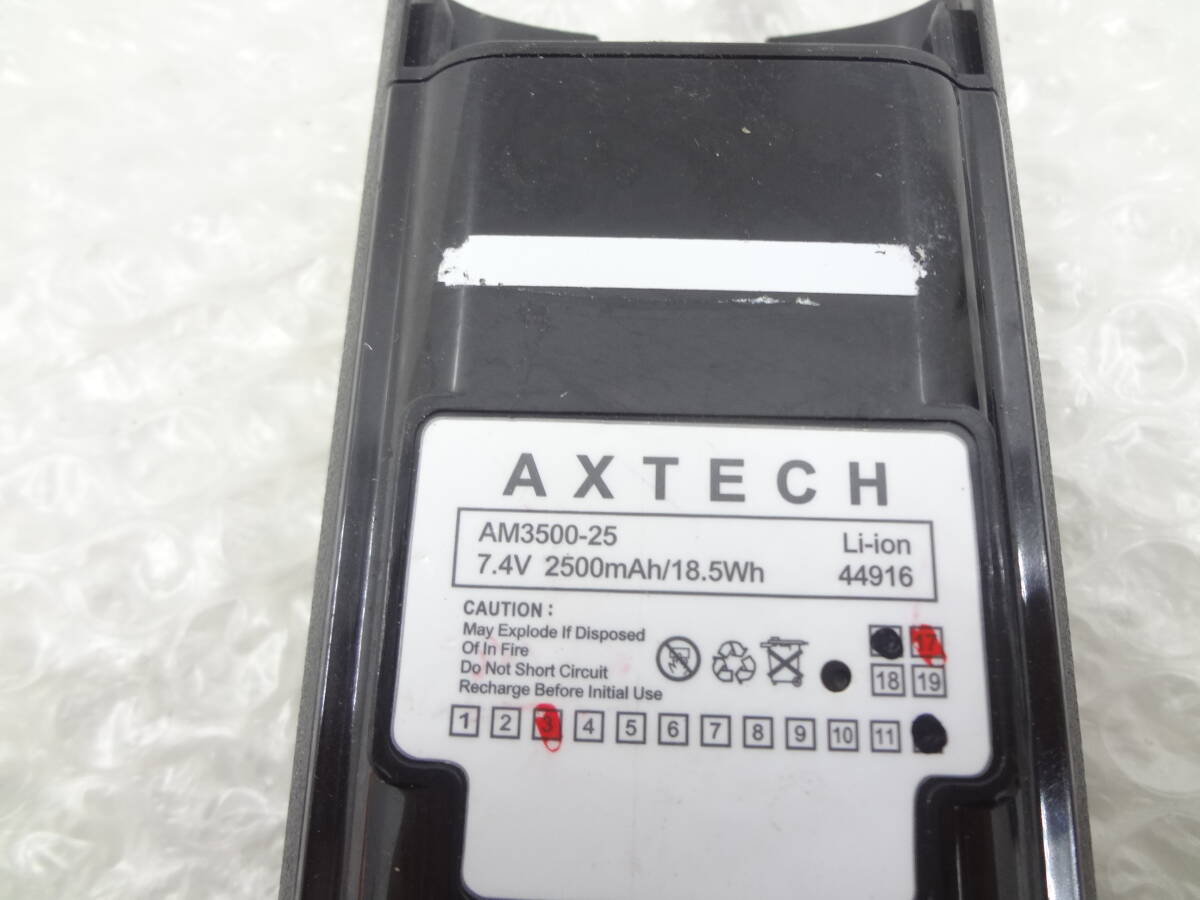 AXTECH
AM3500-25 Li-ion
7.4V 2500mAh/18.5Wh 44916
CAUTION :
May Explode If Disposed
Of In Fire
Do Not Short Circuit
Recharge Before Initial Use
17
18 19
1 2 3 4 5 6 7 8 9 10 11